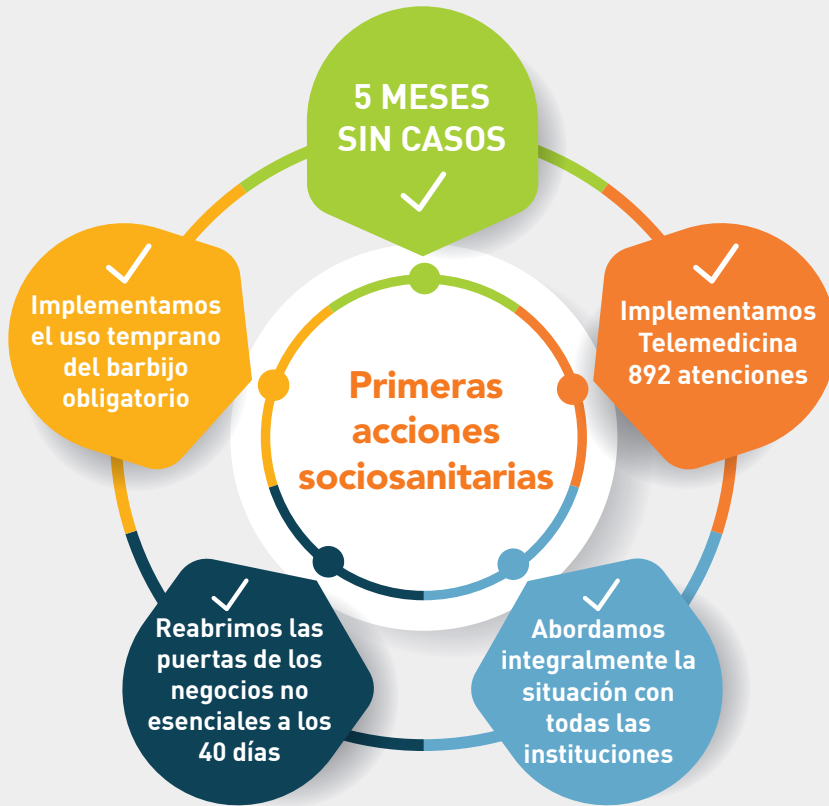 5 MESES
SIN CASOS
Implementamos
el uso temprano
del barbijo
obligatorio
Implementamos
Telemedicina
892 atenciones
Primeras
acciones
sociosanitarias
Reabrimos las
puertas de los
negocios no
esenciales a los
40 días
Abordamos
integralmente la
situación con
todas las
instituciones